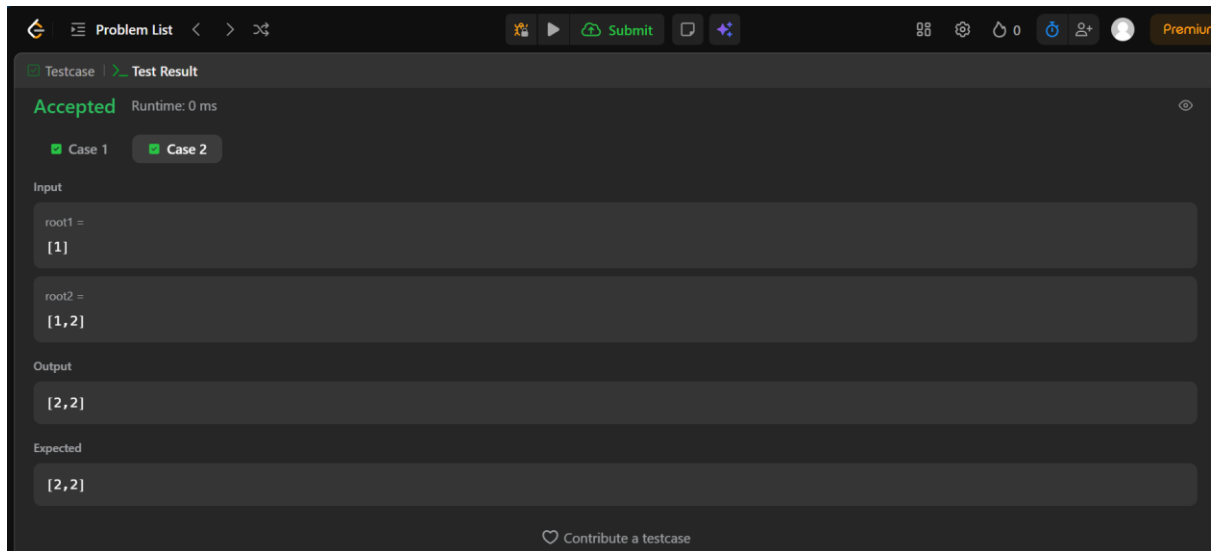 Problem List Submit 0 Premiur
Testcase Test Result
Accepted Runtime: 0 ms
Case 1 Case 2
Input
root1 =
[1]
root2 =
[1,2]
Output
[2,2]
Expected
[2,2]
Contribute a testcase